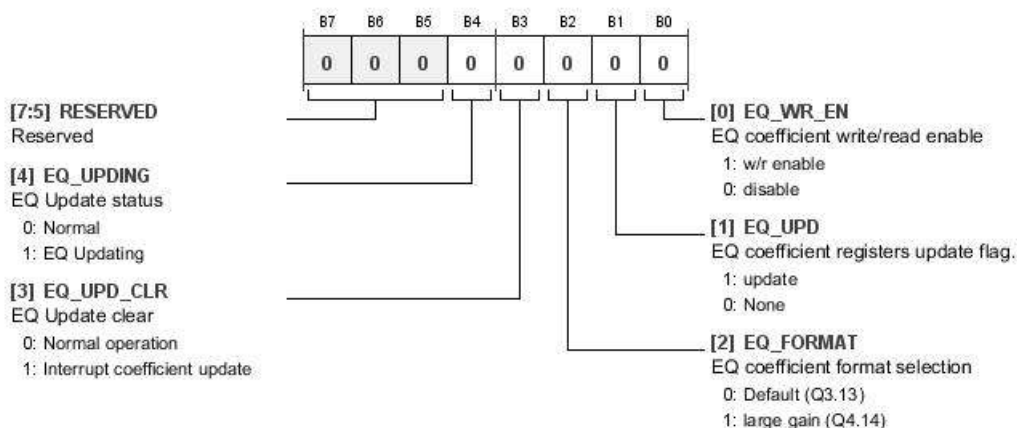 B7 B6 B5 B4 B3 B2 B1 B0
0 0 0 0 0 0 0 0
[7:5] RESERVED
Reserved
[4] EQ_UPDING
EQ Update status
0: Normal
1: EQ Updating
[3] EQ_UPD_CLR
EQ Update clear
0: Normal operation
1: Interrupt coefficient update
[0] EQ_WR_EN
EQ coefficient write/read enable
1: w/r enable
0: disable
[1] EQ_UPD
EQ coefficient registers update flag.
1: update
0: None
[2] EQ_FORMAT
EQ coefficient format selection
0: Default (Q3.13)
1: large gain (Q4.14)